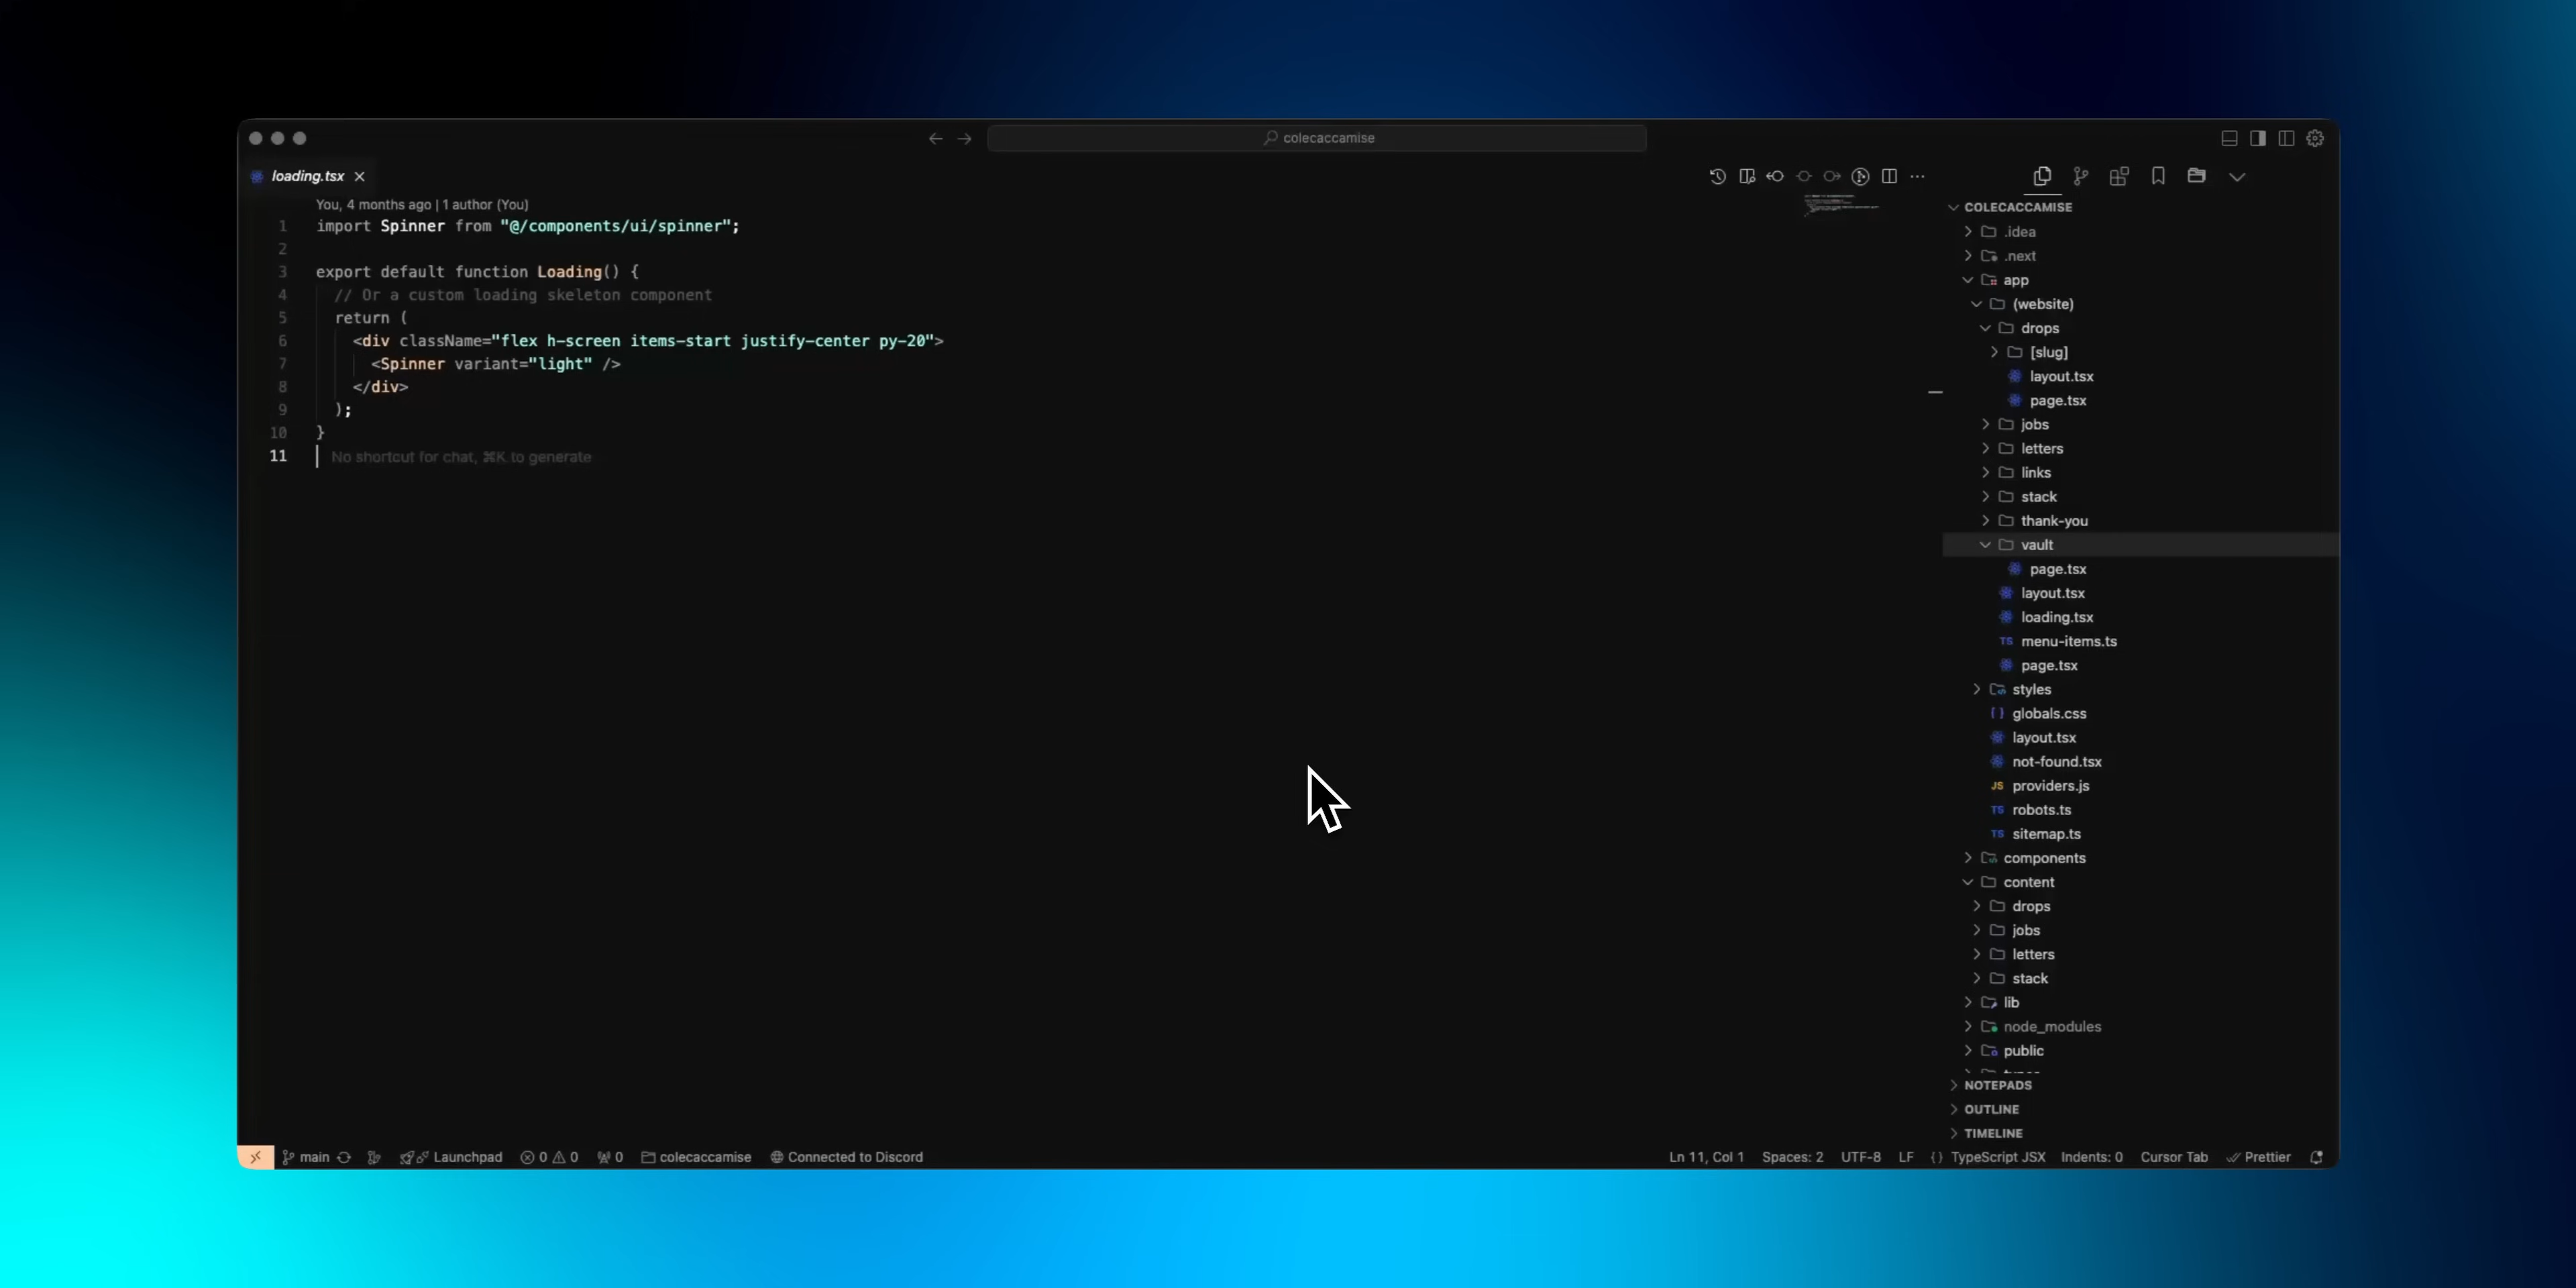 colecaccamise
loading.tsx
You, 4 months ago | 1 author (You)
1 import Spinner from "@/components/ui/spinner";
2
3 export default function Loading() {
4 // Or a custom loading skeleton component
5 return (
6 <div className="flex h-screen items-start justify-center py-20">
7 <Spinner variant="light" />
8 </div>
9 );
10 }
11 No shortcut for chat, ⌘K to generate
COLECACCAMISE
.idea
.next
app
(website)
drops
[slug]
layout.tsx
page.tsx
jobs
letters
links
stack
thank-you
vault
page.tsx
layout.tsx
loading.tsx
TS menu-items.ts
page.tsx
styles
{ } globals.css
layout.tsx
not-found.tsx
JS providers.js
TS robots.ts
TS sitemap.ts
components
content
drops
jobs
letters
stack
lib
node_modules
public
NOTEPADS
OUTLINE
TIMELINE
main Launchpad 0 0 0 colecaccamise Connected to Discord Ln 11, Col 1 Spaces: 2 UTF-8 LF { } TypeScript JSX Indents: 0 Cursor Tab Prettier